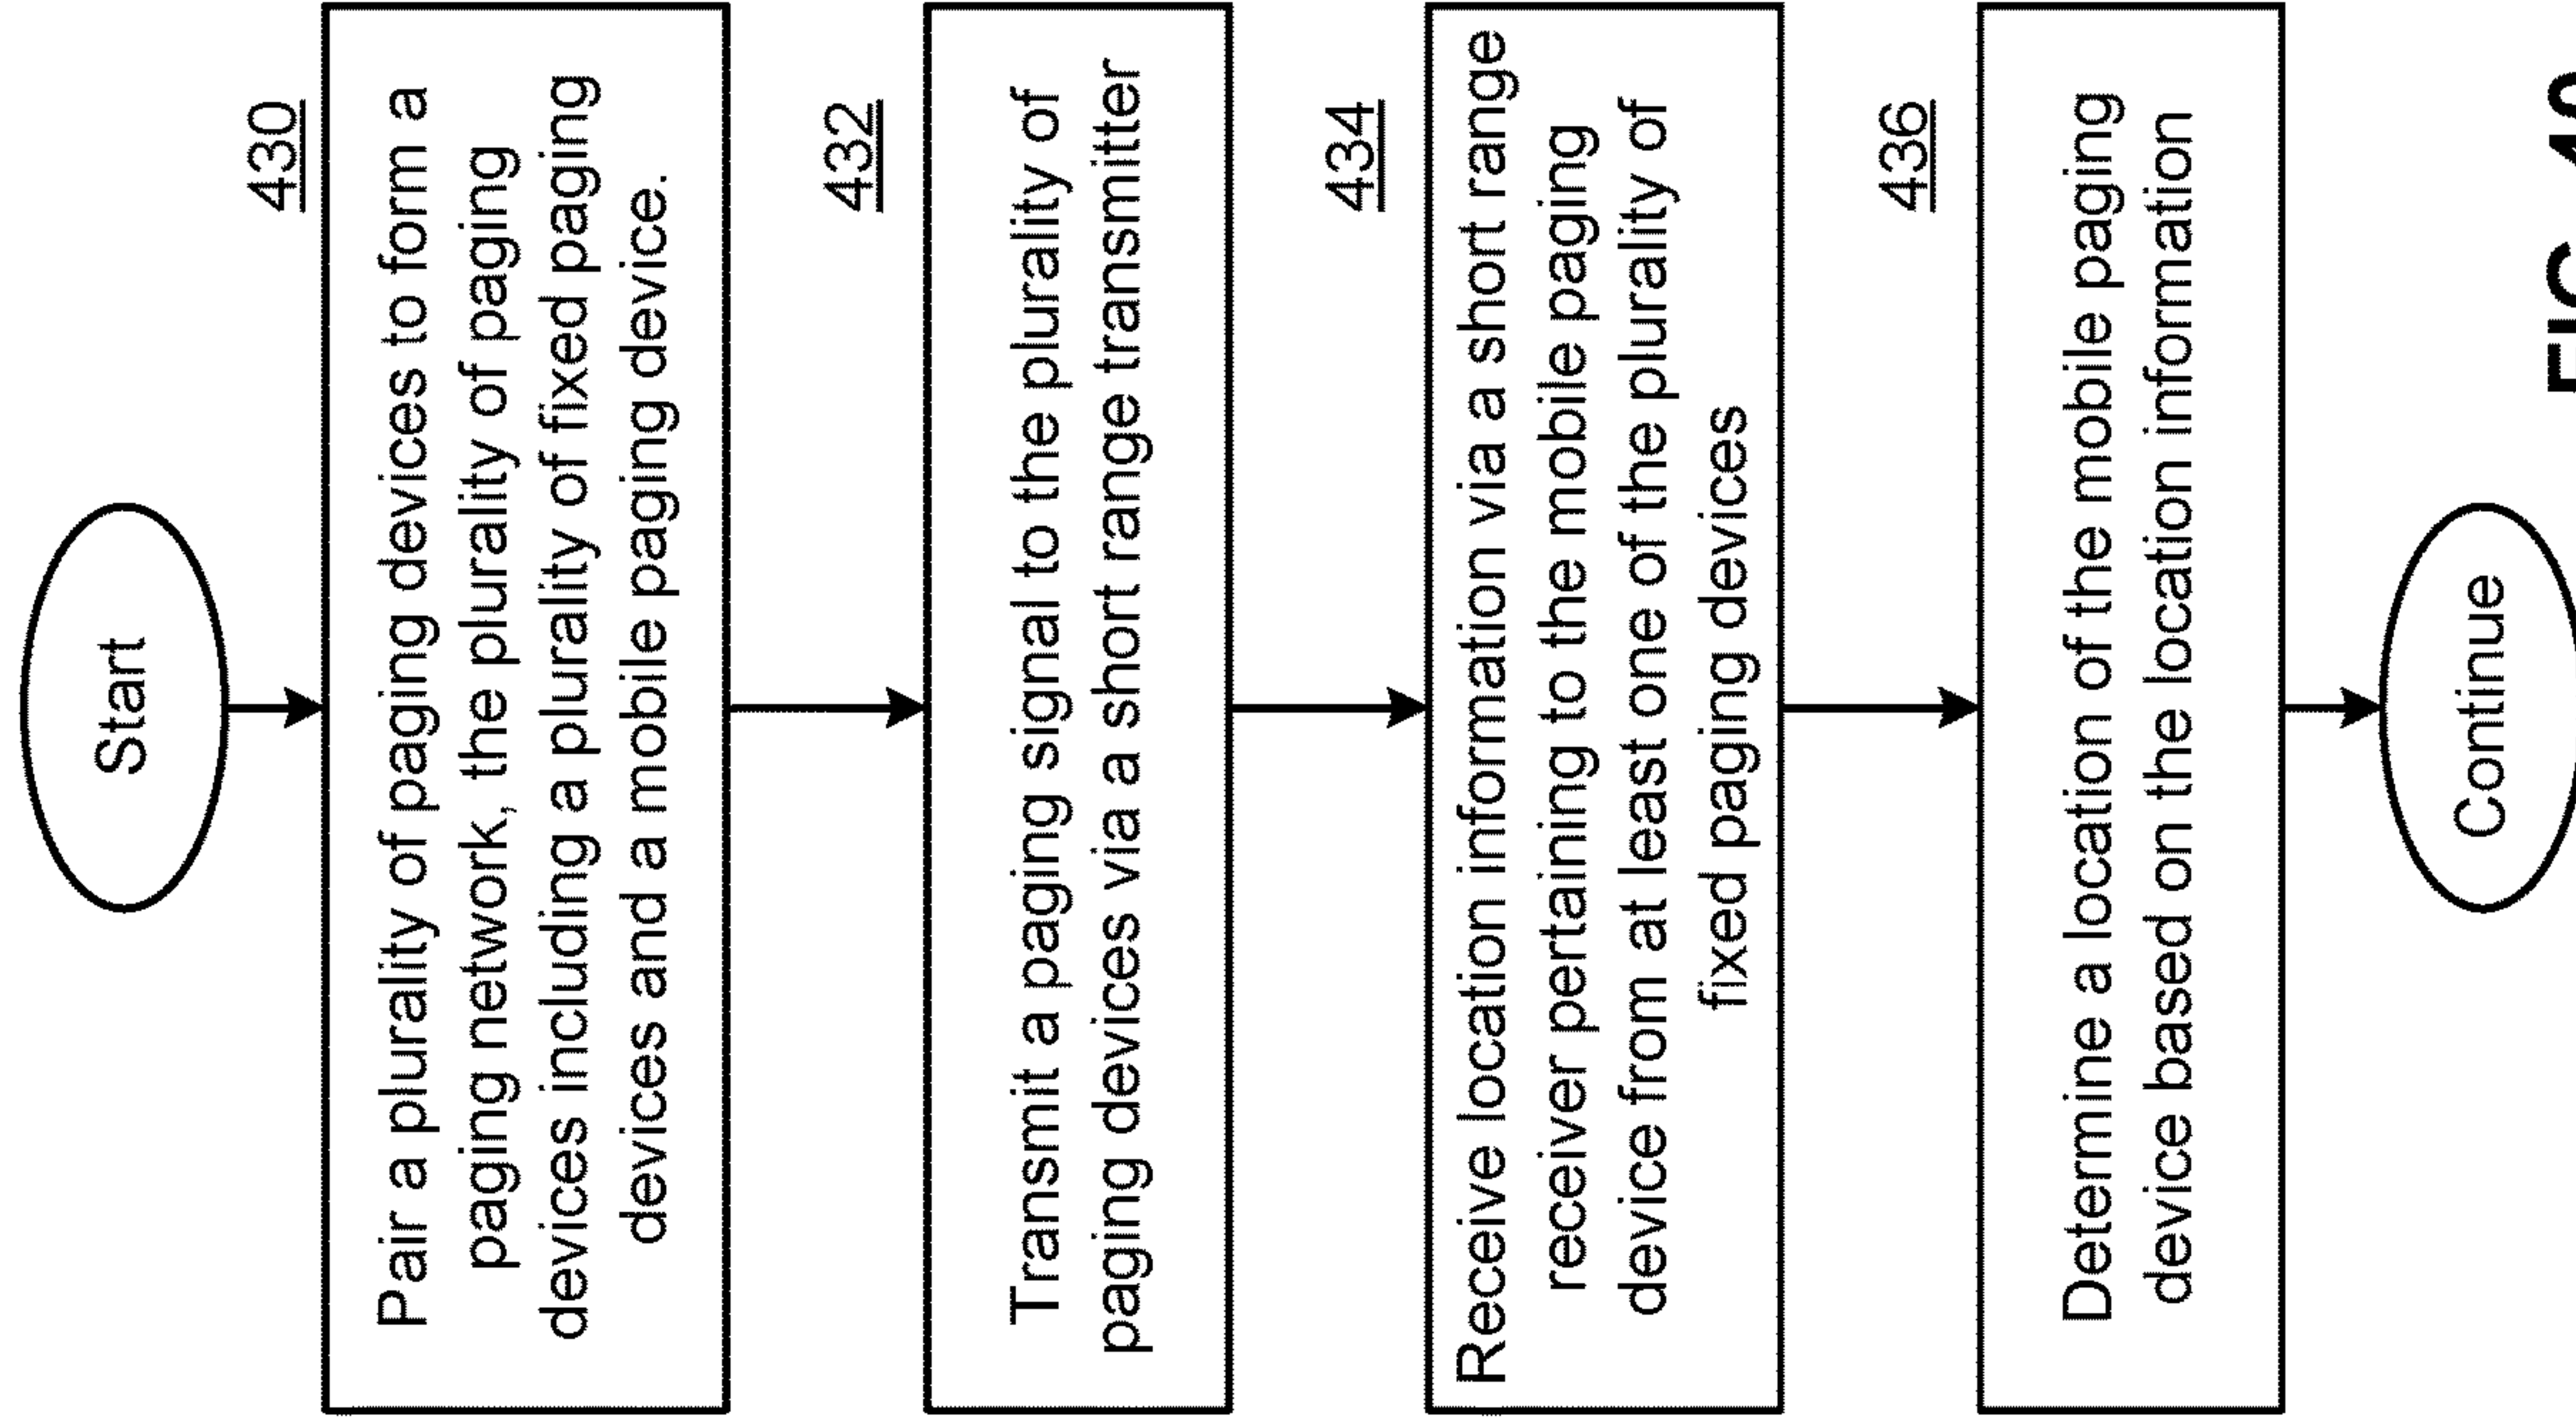 Start
430
Pair a plurality of paging devices to form a
paging network, the plurality of paging
devices including a plurality of fixed paging
devices and a mobile paging device.
432
Transmit a paging signal to the plurality of
paging devices via a short range transmitter
434
Receive location information via a short range
receiver pertaining to the mobile paging
device from at least one of the plurality of
fixed paging devices
436
Determine a location of the mobile paging
device based on the location information
Continue
FIG.